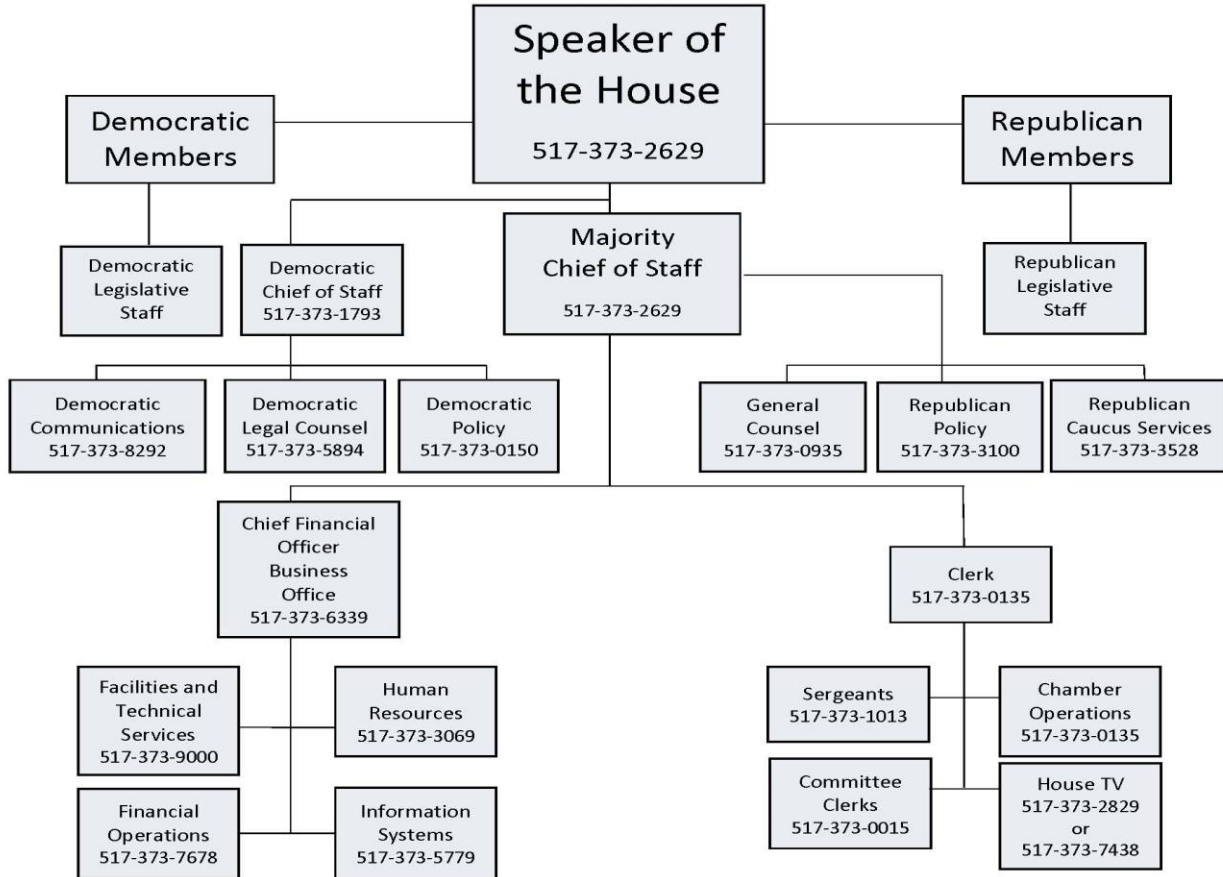 Speaker of
the House
517-373-2629
Democratic
Members
Republican
Members
Democratic
Legislative
Staff
Democratic
Chief of Staff
517-373-1793
Majority
Chief of Staff
517-373-2629
Republican
Legislative
Staff
Democratic
Communications
517-373-8292
Democratic
Legal Counsel
517-373-5894
Democratic
Policy
517-373-0150
General
Counsel
517-373-0935
Republican
Policy
517-373-3100
Republican
Caucus Services
517-373-3528
Chief Financial
Officer
Business
Office
517-373-6339
Clerk
517-373-0135
Facilities and
Technical
Services
517-373-9000
Human
Resources
517-373-3069
Sergeants
517-373-1013
Chamber
Operations
517-373-0135
Financial
Operations
517-373-7678
Information
Systems
517-373-5779
Committee
Clerks
517-373-0015
House TV
517-373-2829
or
517-373-7438